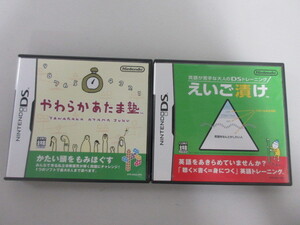 Nintendo
NINTENDO DS
やわらかあたま塾
YAWARAKA ATAMA JUKU
かたい頭をもみほぐす
Nintendo
NINTENDO DS
英語が苦手な大人のDSトレーニング
えいご漬け
英語をあきらめていませんか?
「聴く×書く=身につく」英語トレーニング。